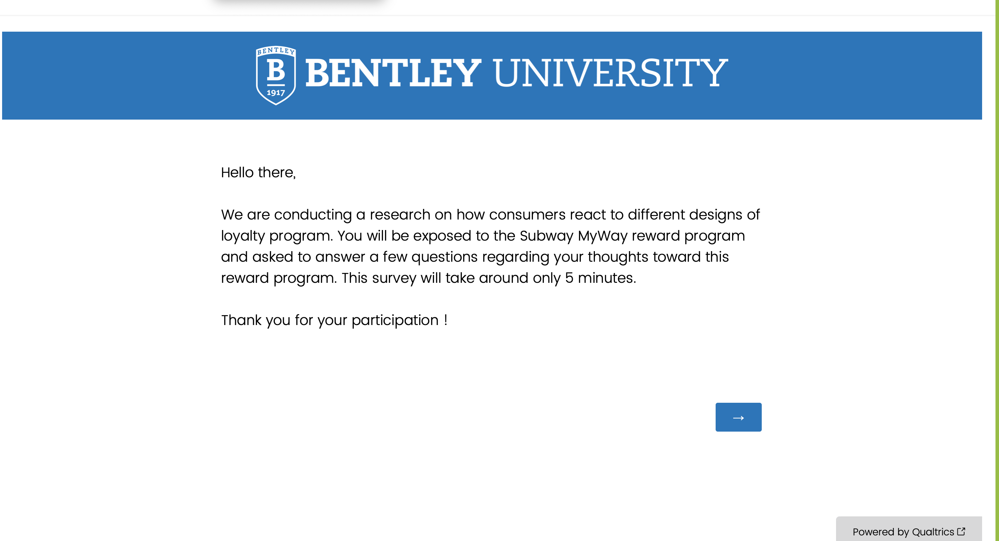 BENTLEY
B
1917
BENTLEY UNIVERSITY
Hello there,
We are conducting a research on how consumers react to different designs of
loyalty program. You will be exposed to the Subway MyWay reward program
and asked to answer a few questions regarding your thoughts toward this
reward program. This survey will take around only 5 minutes.
Thank you for your participation !
→
Powered by Qualtrics